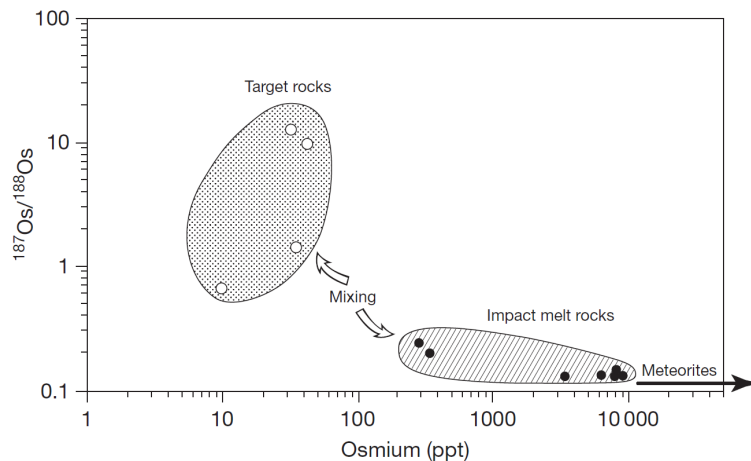 100
Target rocks
10
187Os/188Os
1
Mixing
Impact melt rocks
Meteorites
0.1
1
10
100
1000
10 000
Osmium (ppt)